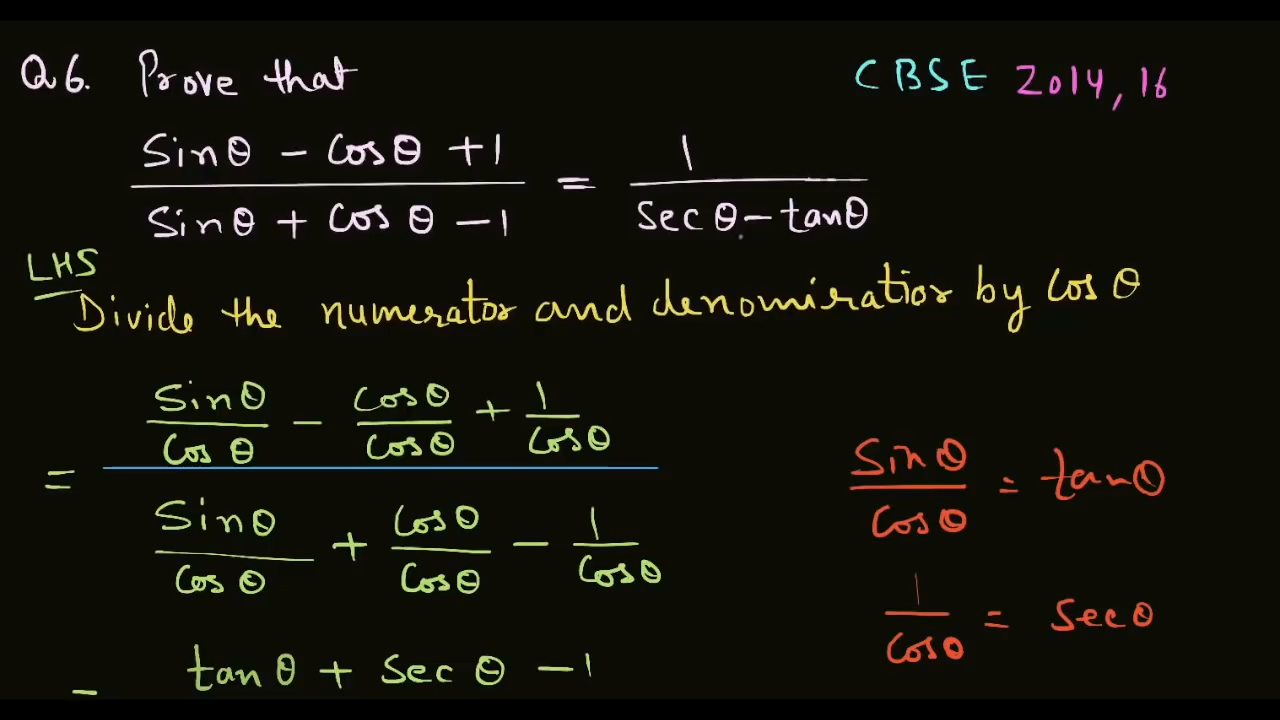 Q6. Prove that CBSE 2014, 16
Sinθ - Cosθ +1 / Sinθ + Cosθ -1 = 1 / Secθ - tanθ
LHS
Divide the numerator and denomiratior by Cosθ
= Sinθ/Cosθ - Cosθ/Cosθ + 1/Cosθ / Sinθ/Cosθ + Cosθ/Cosθ - 1/Cosθ
Sinθ/Cosθ = tanθ
1/Cosθ = Secθ
= tanθ + Secθ -1